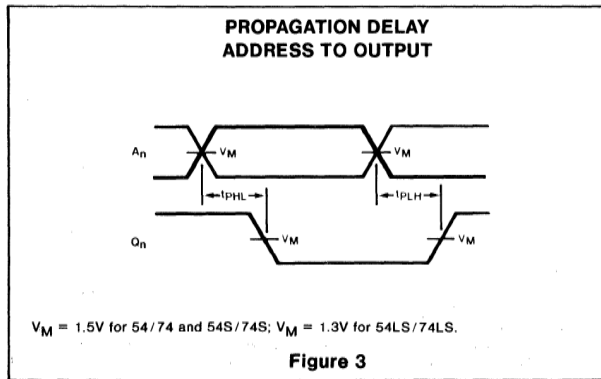 PROPAGATION DELAY
ADDRESS TO OUTPUT
An
VM
VM
tPHL
tPLH
Qn
VM
VM
VM = 1.5V for 54/74 and 54S/74S; VM = 1.3V for 54LS/74LS.
Figure 3